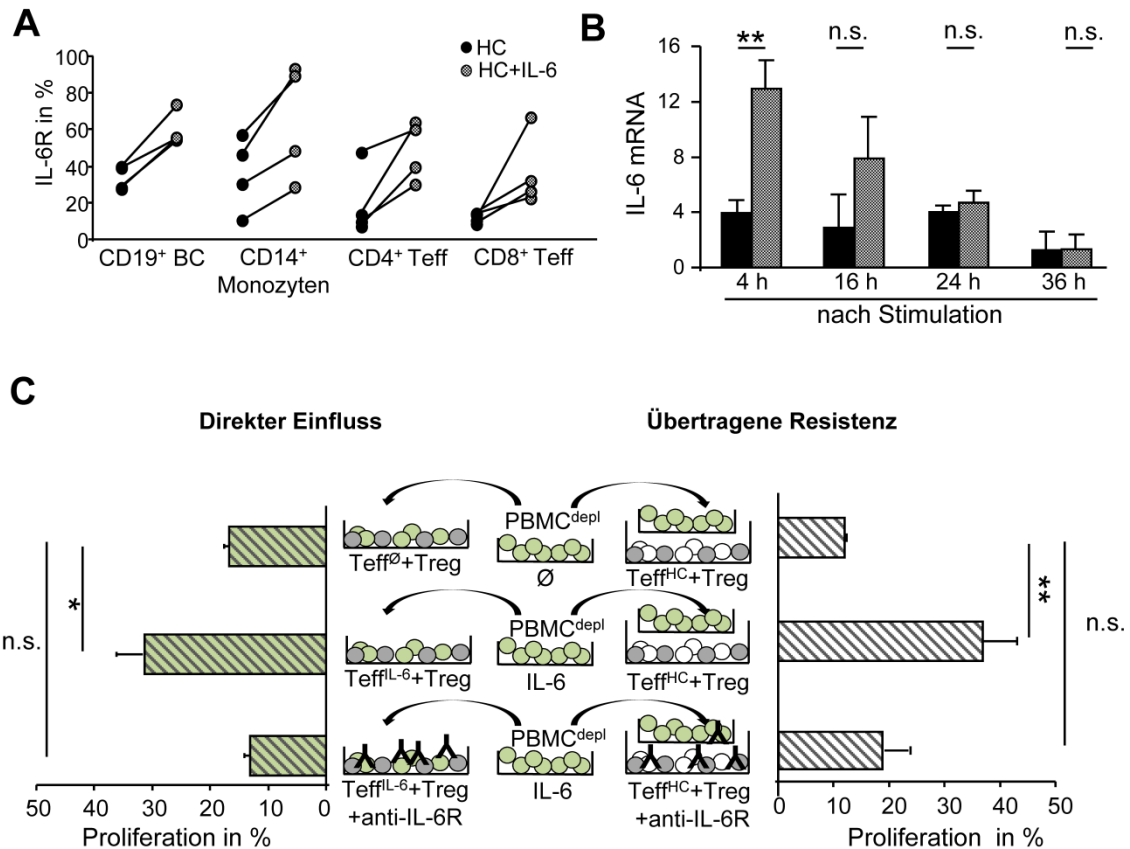 A
IL-6R in %
100
80
60
40
20
0
HC
HC+IL-6
CD19⁺ BC
CD14⁺
Monozyten
CD4⁺ Teff
CD8⁺ Teff
B
IL-6 mRNA
16
12
8
4
0
**
n.s.
n.s.
n.s.
4 h
16 h
24 h
36 h
nach Stimulation
C
Direkter Einfluss
Übertragene Resistenz
n.s.
*
50
40
30
20
10
0
Proliferation in %
Teff^Ø+Treg
PBMC^depl
Ø
Teff^HC+Treg
Teff^IL-6+Treg
PBMC^depl
IL-6
Teff^HC+Treg
Teff^IL-6+Treg
+anti-IL-6R
PBMC^depl
IL-6
Teff^HC+Treg
+anti-IL-6R
**
n.s.
0
10
20
30
40
50
Proliferation in %